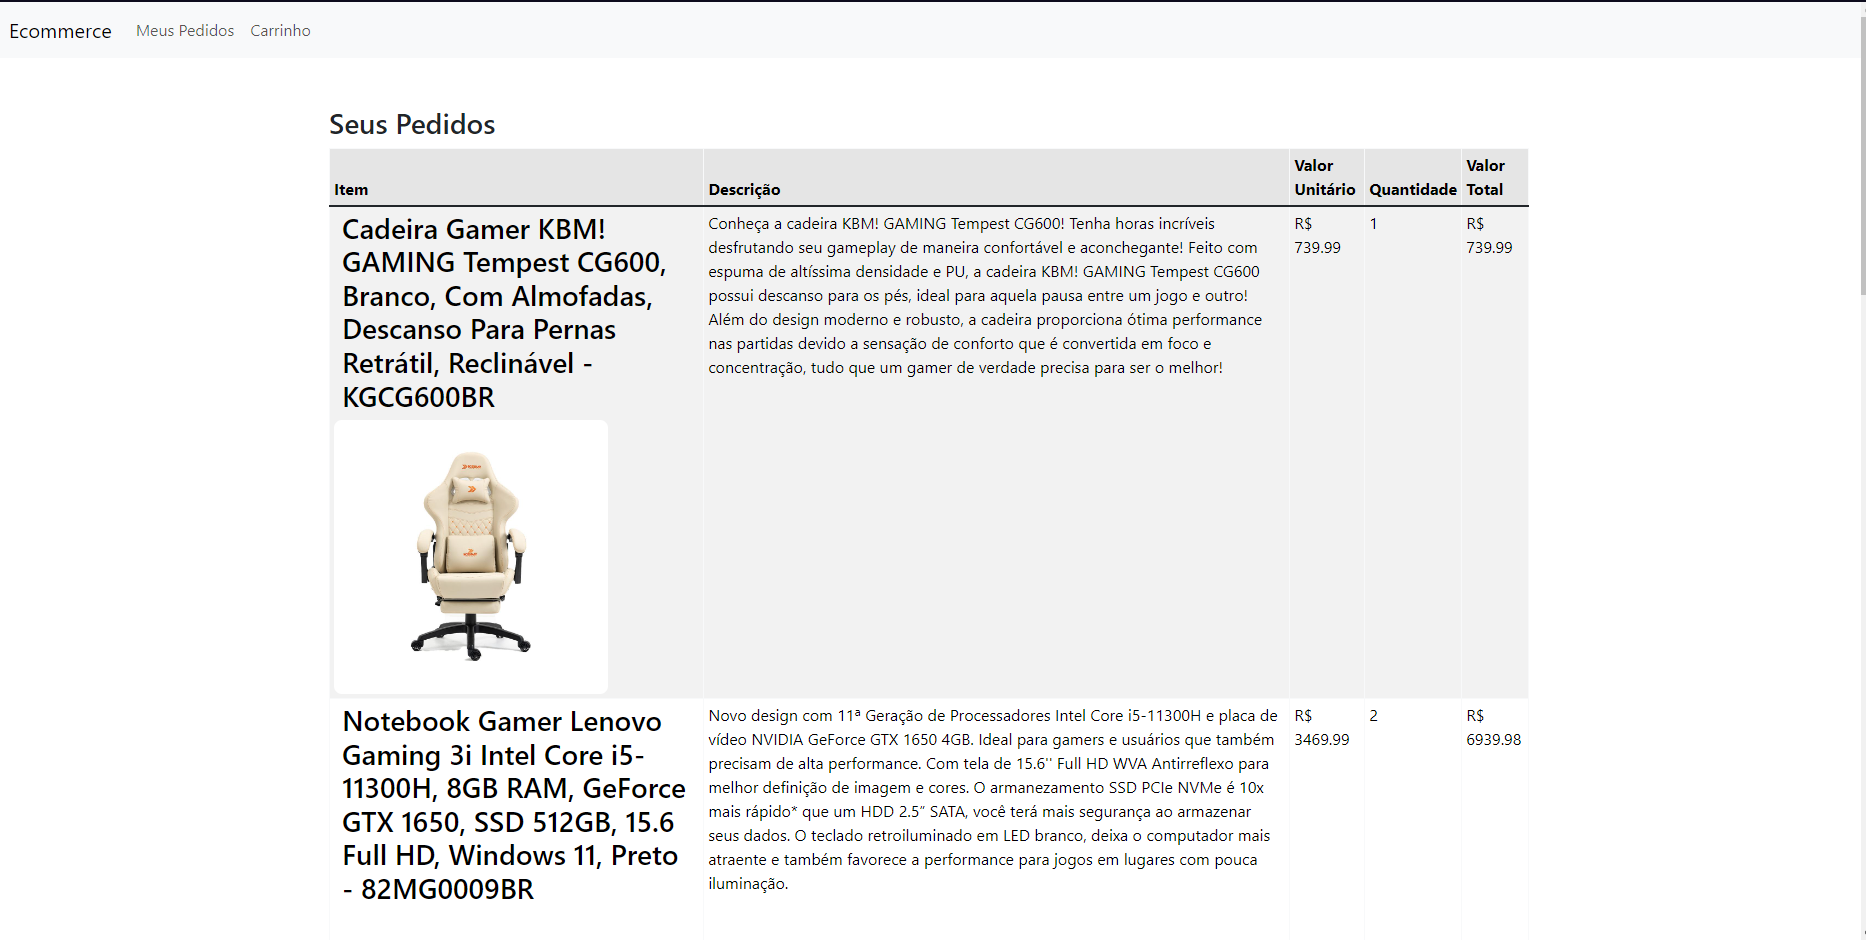 Ecommerce Meus Pedidos Carrinho
Seus Pedidos
Item Descrição Valor Unitário Quantidade Valor Total
Cadeira Gamer KBM!
GAMING Tempest CG600,
Branco, Com Almofadas,
Descanso Para Pernas
Retrátil, Reclinável -
KGCG600BR
Conheça a cadeira KBM! GAMING Tempest CG600! Tenha horas incríveis
desfrutando seu gameplay de maneira confortável e aconchegante! Feito com
espuma de altíssima densidade e PU, a cadeira KBM! GAMING Tempest CG600
possui descanso para os pés, ideal para aquela pausa entre um jogo e outro!
Além do design moderno e robusto, a cadeira proporciona ótima performance
nas partidas devido a sensação de conforto que é convertida em foco e
concentração, tudo que um gamer de verdade precisa para ser o melhor!
R$
739.99
1
R$
739.99
Notebook Gamer Lenovo
Gaming 3i Intel Core i5-
11300H, 8GB RAM, GeForce
GTX 1650, SSD 512GB, 15.6
Full HD, Windows 11, Preto
- 82MG0009BR
Novo design com 11ª Geração de Processadores Intel Core i5-11300H e placa de
vídeo NVIDIA GeForce GTX 1650 4GB. Ideal para gamers e usuários que também
precisam de alta performance. Com tela de 15.6'' Full HD WVA Antirreflexo para
melhor definição de imagem e cores. O armanezamento SSD PCIe NVMe é 10x
mais rápido* que um HDD 2.5” SATA, você terá mais segurança ao armazenar
seus dados. O teclado retroiluminado em LED branco, deixa o computador mais
atraente e também favorece a performance para jogos em lugares com pouca
iluminação.
R$
3469.99
2
R$
6939.98